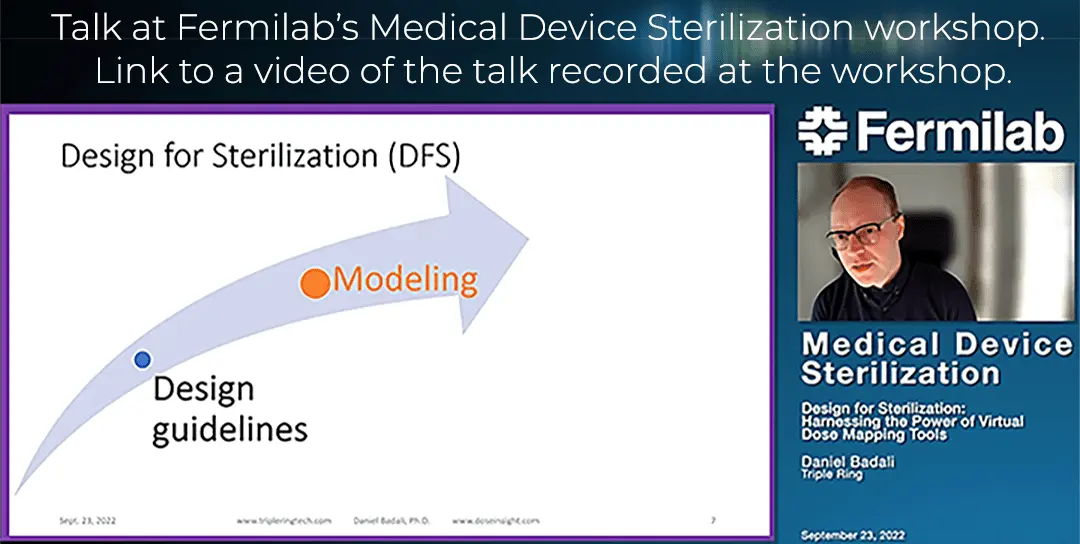 Talk at Fermilab’s Medical Device Sterilization workshop.
Link to a video of the talk recorded at the workshop.
Design for Sterilization (DFS)
Modeling
Design
guidelines
Sept. 23, 2022
www.tripleringtech.com
Daniel Badali, Ph.D.
www.doseinsight.com
7
Fermilab
Medical Device
Sterilization
Design for Sterilization:
Harnessing the Power of Virtual
Dose Mapping Tools
Daniel Badali
Triple Ring
September 23, 2022